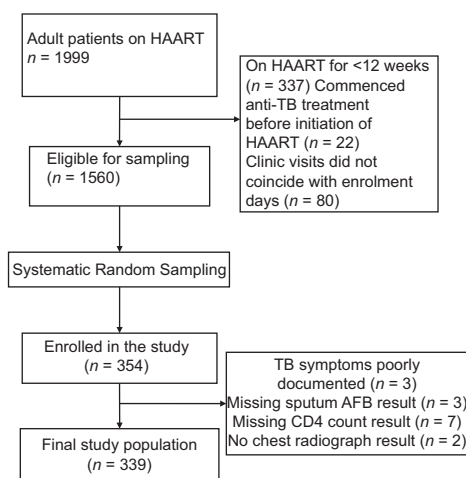 Adult patients on HAART
n = 1999
On HAART for <12 weeks
(n = 337) Commenced
anti-TB treatment
before initiation of
HAART (n = 22)
Clinic visits did not
coincide with enrolment
days (n = 80)
Eligible for sampling
(n = 1560)
Systematic Random Sampling
Enrolled in the study
(n = 354)
TB symptoms poorly
documented (n = 3)
Missing sputum AFB result (n = 3)
Missing CD4 count result (n = 7)
No chest radiograph result (n = 2)
Final study population
(n = 339)